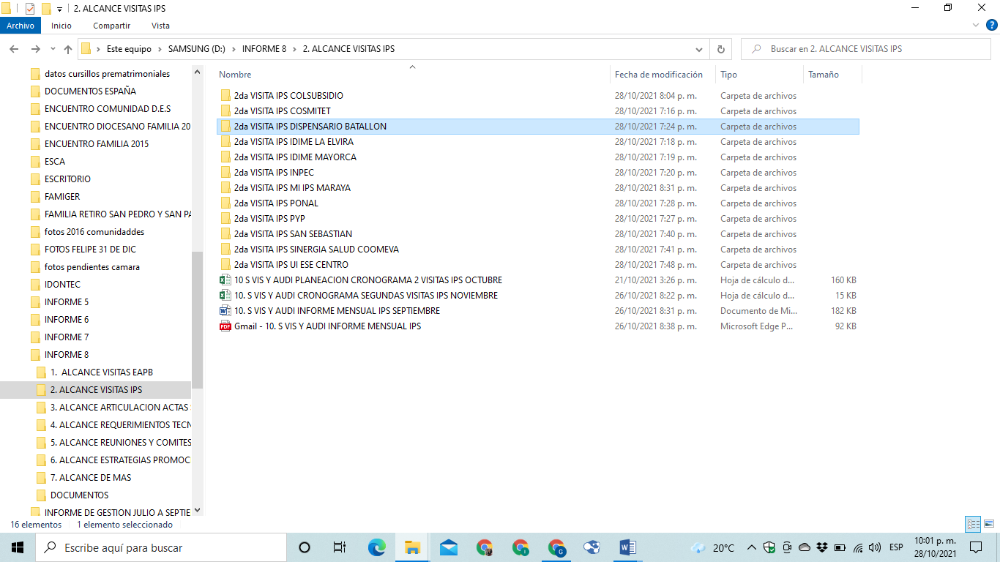 2. ALCANCE VISITAS IPS
Archivo Inicio Compartir Vista
Este equipo SAMSUNG (D:) INFORME 8 2. ALCANCE VISITAS IPS
Buscar en 2. ALCANCE VISITAS IPS
datos cursillos prematrimoniales
DOCUMENTOS ESPAÑA
ENCUENTRO COMUNIDAD D.E.S
ENCUENTRO DIOCESANO FAMILIA 20
ENCUENTRO FAMILIA 2015
ESCA
ESCRITORIO
FAMIGER
FAMILIA RETIRO SAN PEDRO Y SAN PA
fotos 2016 comunidaddes
FOTOS FELIPE 31 DE DIC
fotos pendientes camara
IDONTEC
INFORME 5
INFORME 6
INFORME 7
INFORME 8
1. ALCANCE VISITAS EAPB
2. ALCANCE VISITAS IPS
3. ALCANCE ARTICULACION ACTAS
4. ALCANCE REQUERIMIENTOS TECN
5. ALCANCE REUNIONES Y COMITES
6. ALCANCE ESTRATEGIAS PROMOC
7. ALCANCE DE MAS
DOCUMENTOS
INFORME DE GESTION JULIO A SEPTIE
Nombre Fecha de modificación Tipo Tamaño
2da VISITA IPS COLSUBSIDIO 28/10/2021 8:04 p. m. Carpeta de archivos
2da VISITA IPS COSMITET 28/10/2021 7:16 p. m. Carpeta de archivos
2da VISITA IPS DISPENSARIO BATALLON 28/10/2021 7:24 p. m. Carpeta de archivos
2da VISITA IPS IDIME LA ELVIRA 28/10/2021 7:18 p. m. Carpeta de archivos
2da VISITA IPS IDIME MAYORCA 28/10/2021 7:19 p. m. Carpeta de archivos
2da VISITA IPS INPEC 28/10/2021 7:20 p. m. Carpeta de archivos
2da VISITA IPS MI IPS MARAYA 28/10/2021 8:31 p. m. Carpeta de archivos
2da VISITA IPS PONAL 28/10/2021 7:28 p. m. Carpeta de archivos
2da VISITA IPS PYP 28/10/2021 7:27 p. m. Carpeta de archivos
2da VISITA IPS SAN SEBASTIAN 28/10/2021 7:40 p. m. Carpeta de archivos
2da VISITA IPS SINERGIA SALUD COOMEVA 28/10/2021 7:41 p. m. Carpeta de archivos
2da VISITA IPS UI ESE CENTRO 28/10/2021 7:48 p. m. Carpeta de archivos
10 S VIS Y AUDI PLANEACION CRONOGRAMA 2 VISITAS IPS OCTUBRE 21/10/2021 3:26 p. m. Hoja de cálculo d... 160 KB
10. S VIS Y AUDI CRONOGRAMA SEGUNDAS VISITAS IPS NOVIEMBRE 26/10/2021 8:22 p. m. Hoja de cálculo d... 15 KB
10. S VIS Y AUDI INFORME MENSUAL IPS SEPTIEMBRE 26/10/2021 8:31 p. m. Documento de Mi... 182 KB
Gmail - 10. S VIS Y AUDI INFORME MENSUAL IPS 26/10/2021 8:38 p. m. Microsoft Edge P... 92 KB
16 elementos 1 elemento seleccionado
Escribe aquí para buscar
20°C
ESP
10:01 p. m.
28/10/2021